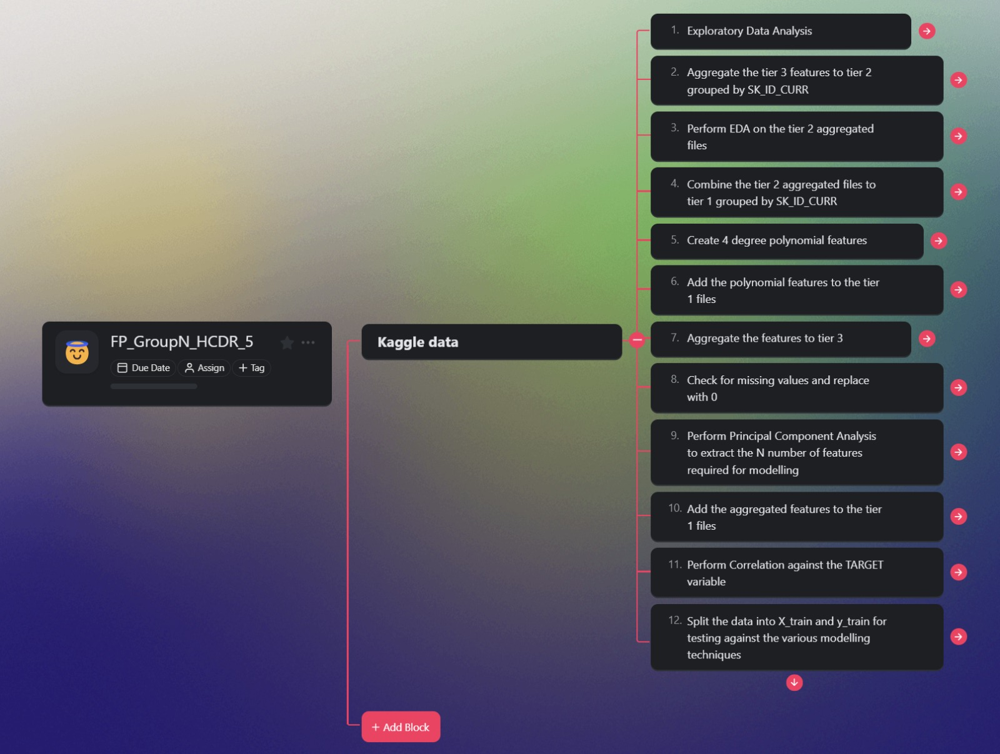 FP_GroupN_HCDR_5
Due Date
Assign
+ Tag
Kaggle data
1. Exploratory Data Analysis
2. Aggregate the tier 3 features to tier 2
grouped by SK_ID_CURR
3. Perform EDA on the tier 2 aggregated
files
4. Combine the tier 2 aggregated files to
tier 1 grouped by SK_ID_CURR
5. Create 4 degree polynomial features
6. Add the polynomial features to the tier
1 files
7. Aggregate the features to tier 3
8. Check for missing values and replace
with 0
9. Perform Principal Component Analysis
to extract the N number of features
required for modelling
10. Add the aggregated features to the tier
1 files
11. Perform Correlation against the TARGET
variable
12. Split the data into X_train and y_train for
testing against the various modelling
techniques
+ Add Block